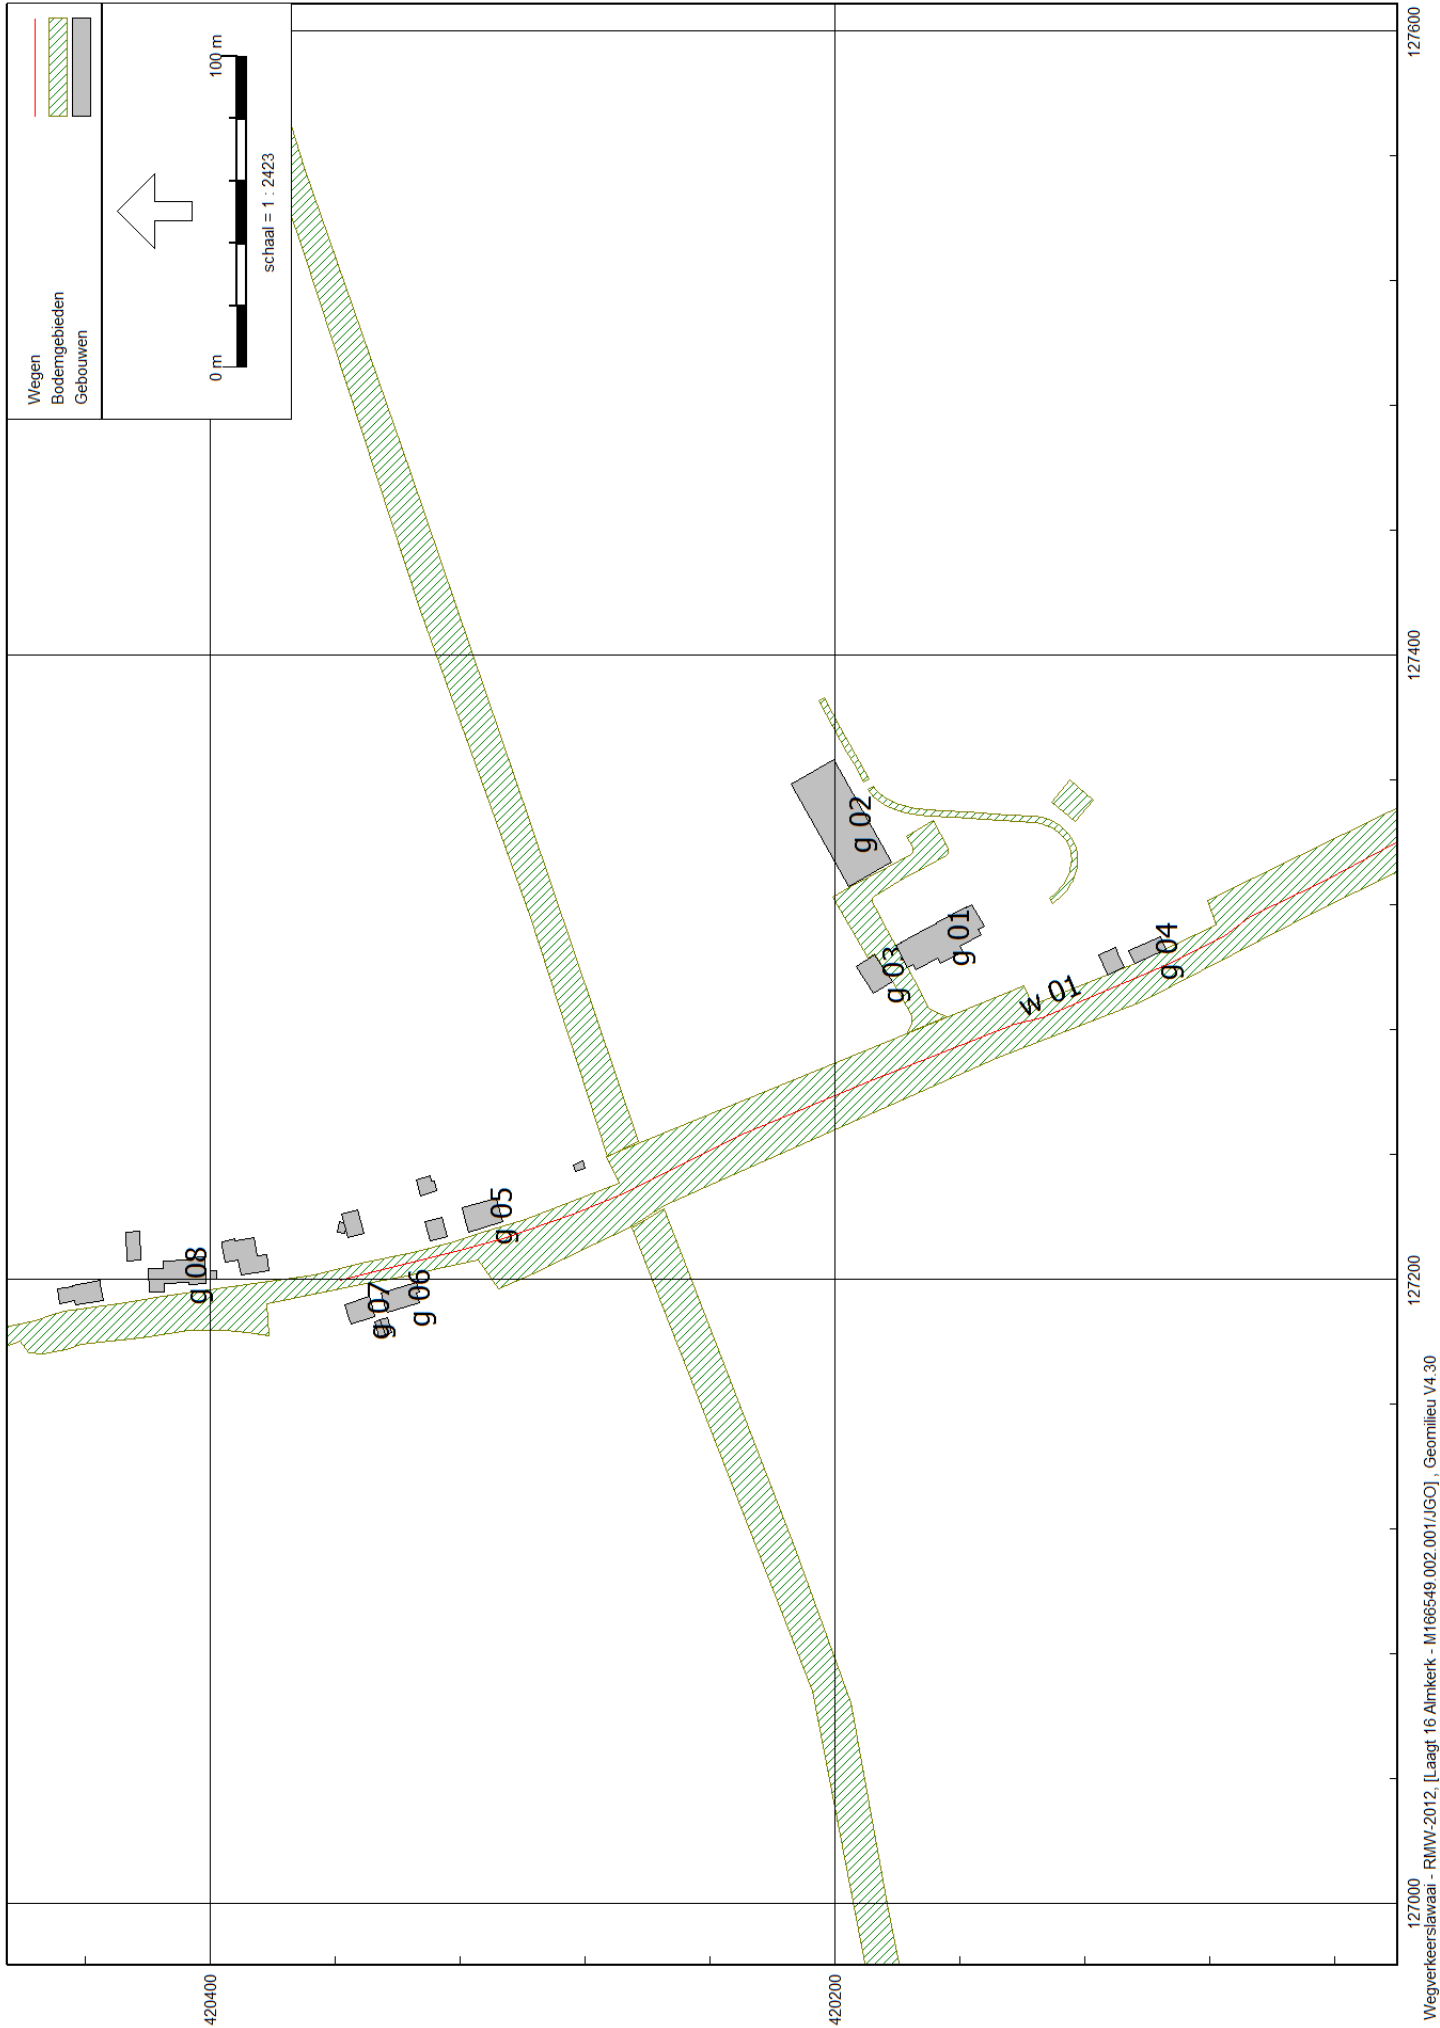 Wegen
Bodemgebieden
Gebouwen
0 m
100 m
schaal = 1 : 2423
420400
420200
127000
127200
127400
127600
g 08
g 07
g 06
g 05
g 03
g 02
g 01
w 01
g 04
Wegverkeerslawaai - RMW-2012, [Laagt 16 Almkerk - M166549.002.001/JGO] , Geomilieu V4.30